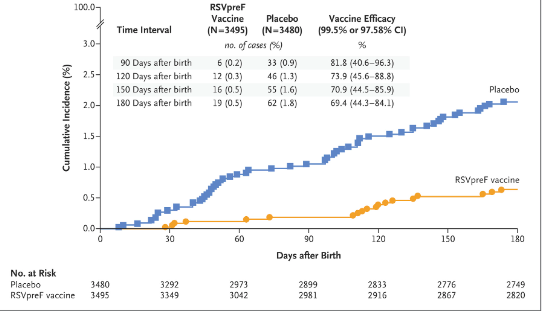 RSVpreF
Vaccine Placebo Vaccine Efficacy
Time Interval (N=3495) (N=3480) (99.5% or 97.58% CI)
no. of cases (%) %
90 Days after birth 6 (0.2) 33 (0.9) 81.8 (40.6–96.3)
120 Days after birth 12 (0.3) 46 (1.3) 73.9 (45.6–88.8)
150 Days after birth 16 (0.5) 55 (1.6) 70.9 (44.5–85.9)
180 Days after birth 19 (0.5) 62 (1.8) 69.4 (44.3–84.1)
Cumulative Incidence (%)
100.0
3.0
2.5
2.0
1.5
1.0
0.5
0.0
Placebo
RSVpreF vaccine
0 30 60 90 120 150 180
Days after Birth
No. at Risk
Placebo 3480 3292 2973 2899 2833 2776 2749
RSVpreF vaccine 3495 3349 3042 2981 2916 2867 2820